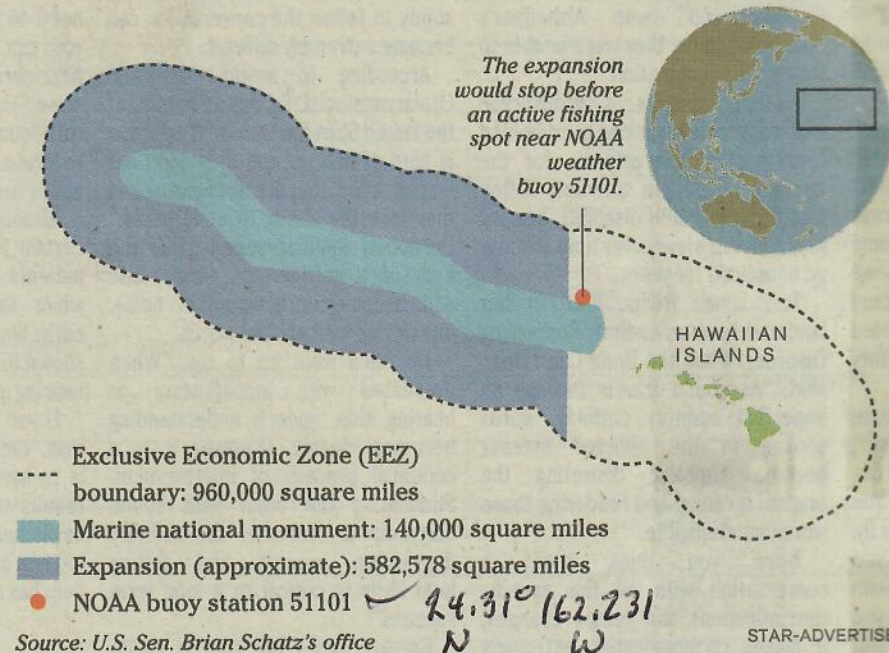 The expansion
would stop before
an active fishing
spot near NOAA
weather
buoy 51101.
HAWAIIAN
ISLANDS
Exclusive Economic Zone (EEZ)
boundary: 960,000 square miles
Marine national monument: 140,000 square miles
Expansion (approximate): 582,578 square miles
NOAA buoy station 51101 24.31° 162.231
N W
Source: U.S. Sen. Brian Schatz's office
STAR-ADVERTISE